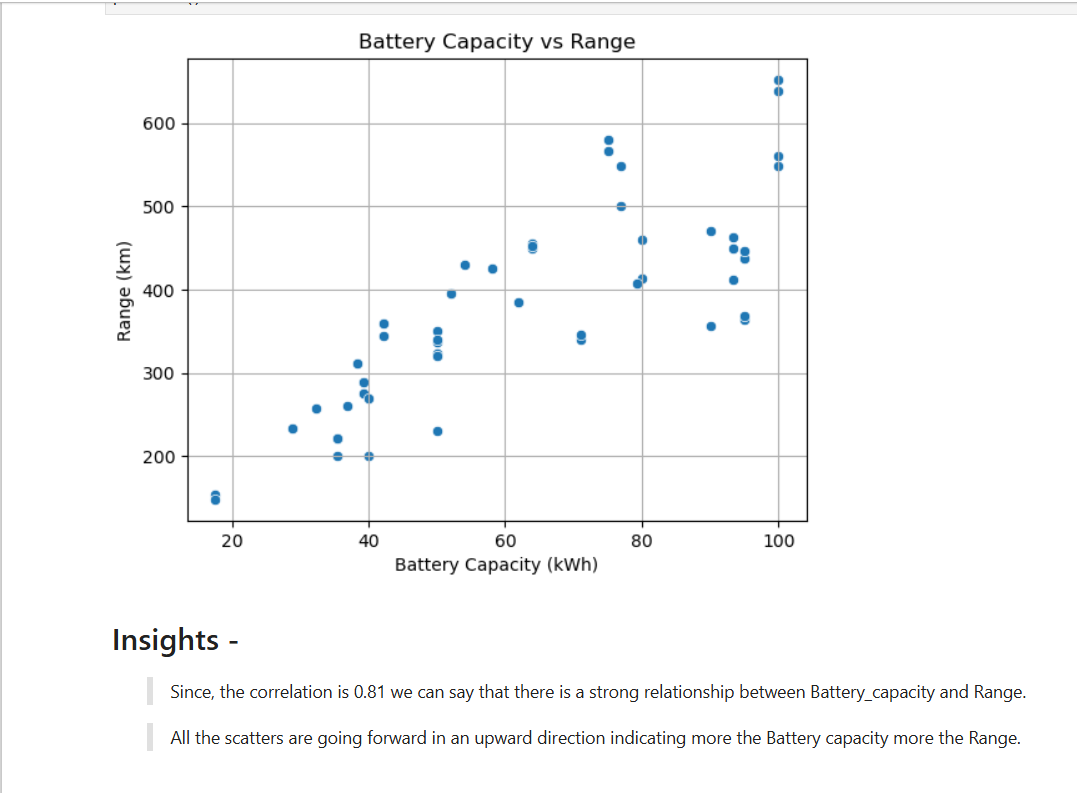 Battery Capacity vs Range
600
500
400
300
200
Range (km)
20 40 60 80 100
Battery Capacity (kWh)
Insights -
Since, the correlation is 0.81 we can say that there is a strong relationship between Battery_capacity and Range.
All the scatters are going forward in an upward direction indicating more the Battery capacity more the Range.